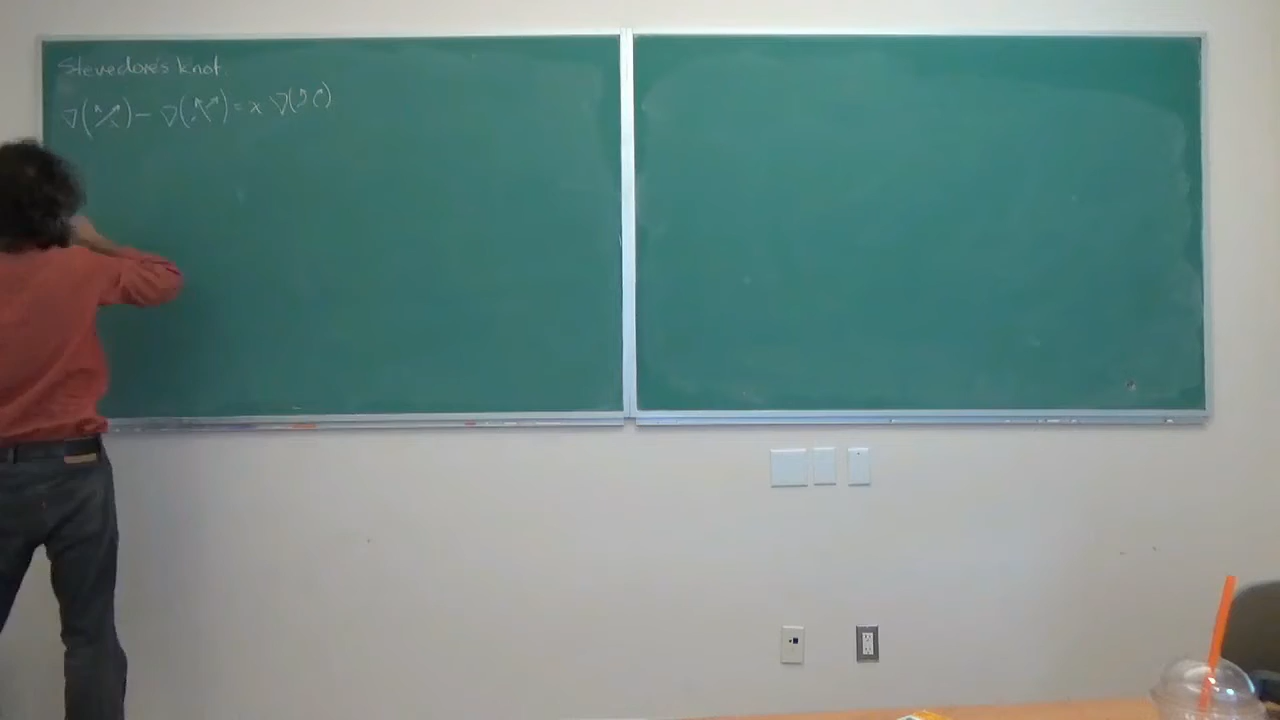 Stevedore's knot.
∇(⤲) − ∇(⤱) = x ∇(↰↱)